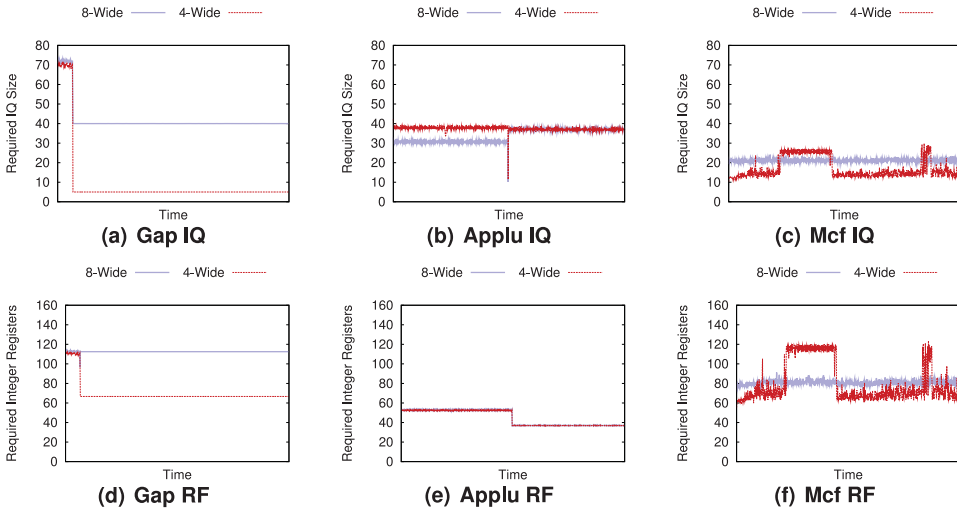 8-Wide 4-Wide
8-Wide 4-Wide
8-Wide 4-Wide
Required IQ Size
80
70
60
50
40
30
20
10
0
Time
(a) Gap IQ
Required IQ Size
80
70
60
50
40
30
20
10
0
Time
(b) Applu IQ
Required IQ Size
80
70
60
50
40
30
20
10
0
Time
(c) Mcf IQ
8-Wide 4-Wide
8-Wide 4-Wide
8-Wide 4-Wide
Required Integer Registers
160
140
120
100
80
60
40
20
0
Time
(d) Gap RF
Required Integer Registers
160
140
120
100
80
60
40
20
0
Time
(e) Applu RF
Required Integer Registers
160
140
120
100
80
60
40
20
0
Time
(f) Mcf RF